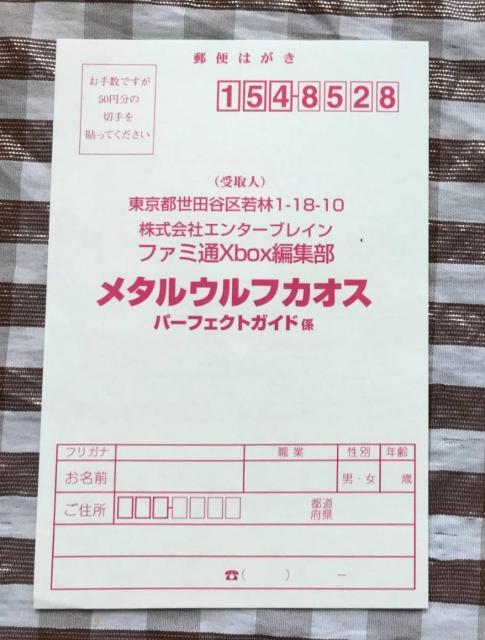 郵便はがき
お手数ですが
50円分の
切手を
貼ってください
154-8528
(受取人)
東京都世田谷区若林1-18-10
株式会社エンターブレイン
ファミ通Xbox編集部
メタルウルフカオス
パーフェクトガイド係
フリガナ 職業 性別 年齢
お名前 男・女 歳
ご住所 都道
府県
☎( ) −